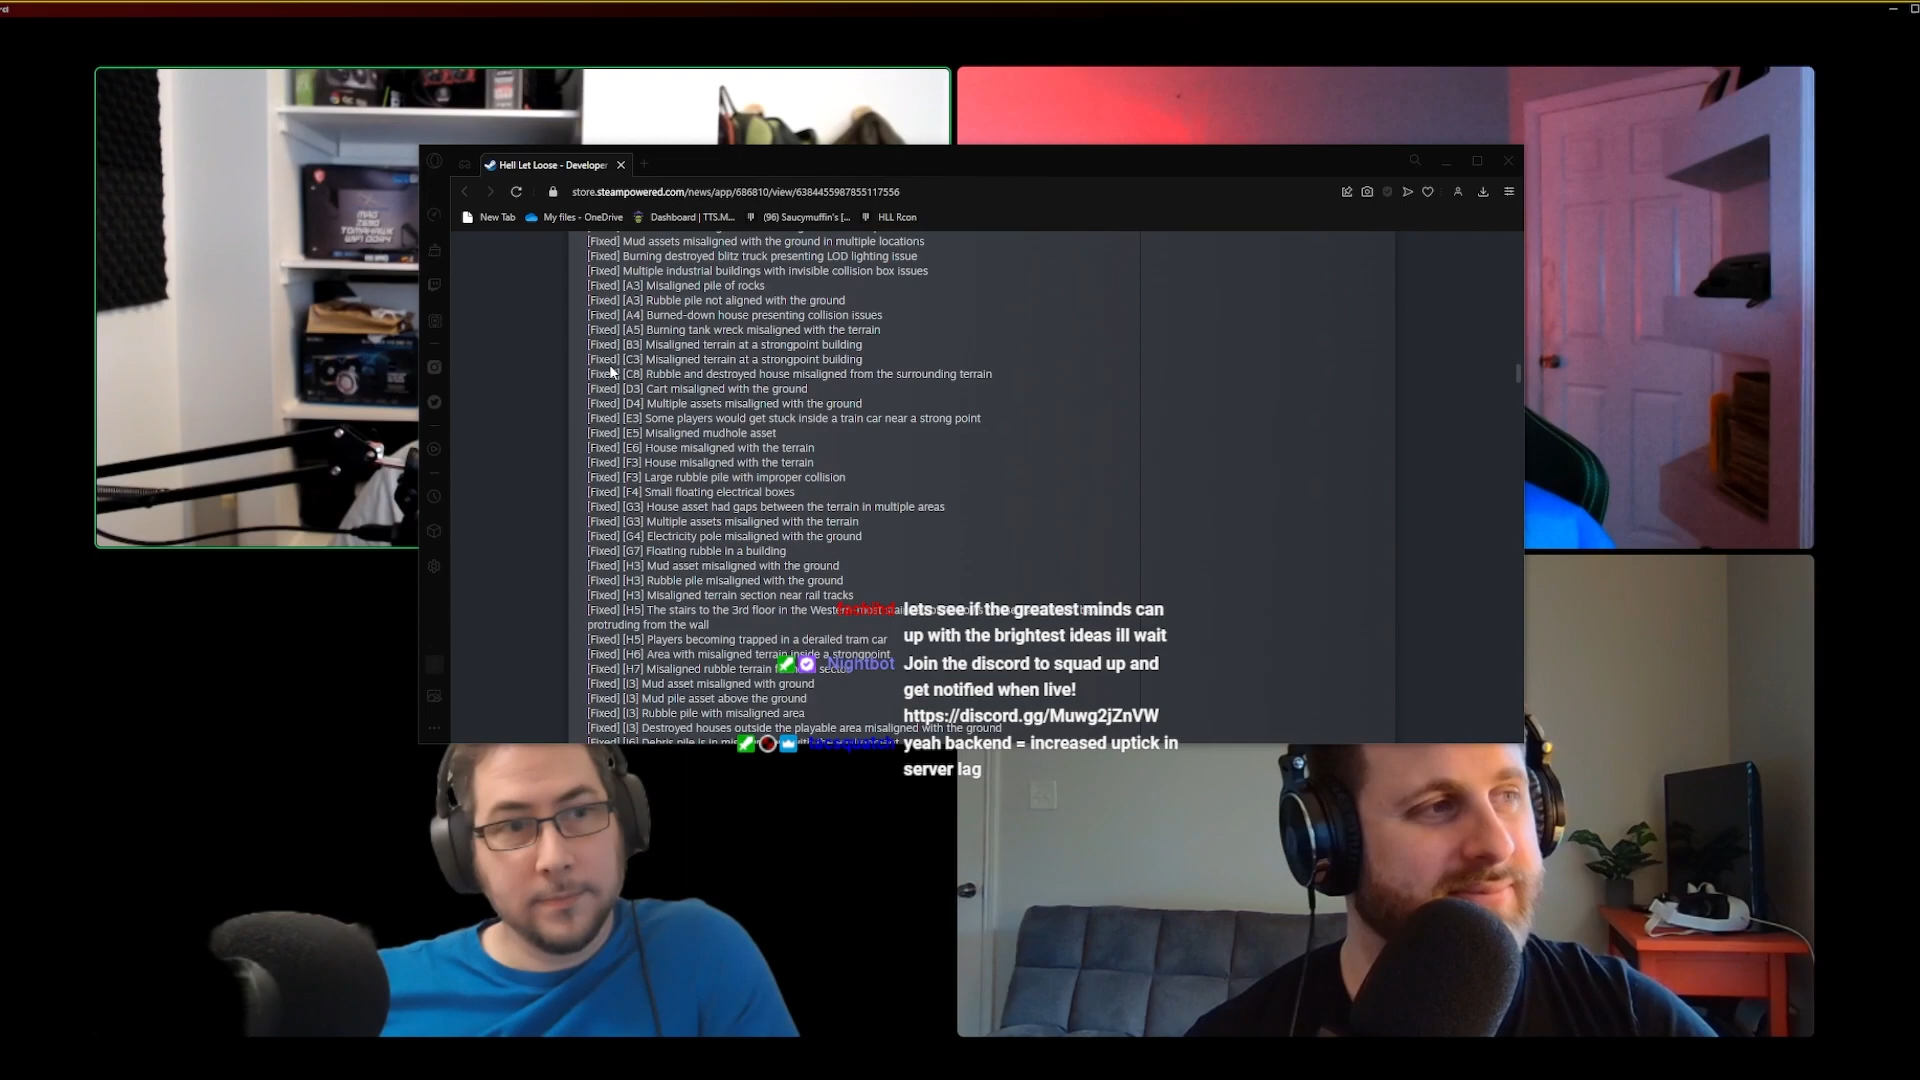 rd
Hell Let Loose - Developer
store.steampowered.com/news/app/686810/view/6384455987855117556
New Tab My files - OneDrive Dashboard | TTS.M... (96) Saucymuffin's [... HLL Rcon
[Fixed] Mud assets misaligned with the ground in multiple locations
[Fixed] Burning destroyed blitz truck presenting LOD lighting issue
[Fixed] Multiple industrial buildings with invisible collision box issues
[Fixed] [A3] Misaligned pile of rocks
[Fixed] [A3] Rubble pile not aligned with the ground
[Fixed] [A4] Burned-down house presenting collision issues
[Fixed] [A5] Burning tank wreck misaligned with the terrain
[Fixed] [B3] Misaligned terrain at a strongpoint building
[Fixed] [C3] Misaligned terrain at a strongpoint building
[Fixed] [C8] Rubble and destroyed house misaligned from the surrounding terrain
[Fixed] [D3] Cart misaligned with the ground
[Fixed] [D4] Multiple assets misaligned with the ground
[Fixed] [E3] Some players would get stuck inside a train car near a strong point
[Fixed] [E5] Misaligned mudhole asset
[Fixed] [E6] House misaligned with the terrain
[Fixed] [F3] House misaligned with the terrain
[Fixed] [F3] Large rubble pile with improper collision
[Fixed] [F4] Small floating electrical boxes
[Fixed] [G3] House asset had gaps between the terrain in multiple areas
[Fixed] [G3] Multiple assets misaligned with the terrain
[Fixed] [G4] Electricity pole misaligned with the ground
[Fixed] [G7] Floating rubble in a building
[Fixed] [H3] Mud asset misaligned with the ground
[Fixed] [H3] Rubble pile misaligned with the ground
[Fixed] [H3] Misaligned terrain section near rail tracks
[Fixed] [H5] The stairs to the 3rd floor in the
protruding from the wall
[Fixed] [H5] Players becoming trapped in a derailed tram car
[Fixed] [H6] Area with misaligned terrain inside a strongpoint
[Fixed] [H7] Misaligned rubble terrain
[Fixed] [I3] Mud asset misaligned with ground
[Fixed] [I3] Mud pile asset above the ground
[Fixed] [I3] Rubble pile with misaligned area
[Fixed] [I3] Destroyed houses outside the playable area misaligned with the ground
[Fixed] [I6] Debris pile is in
lets see if the greatest minds can
up with the brightest ideas ill wait
Nightbot Join the discord to squad up and
get notified when live!
https://discord.gg/Muwg2jZnVW
yeah backend = increased uptick in
server lag
MAG
TOMAHAWK
WIFI DDR4